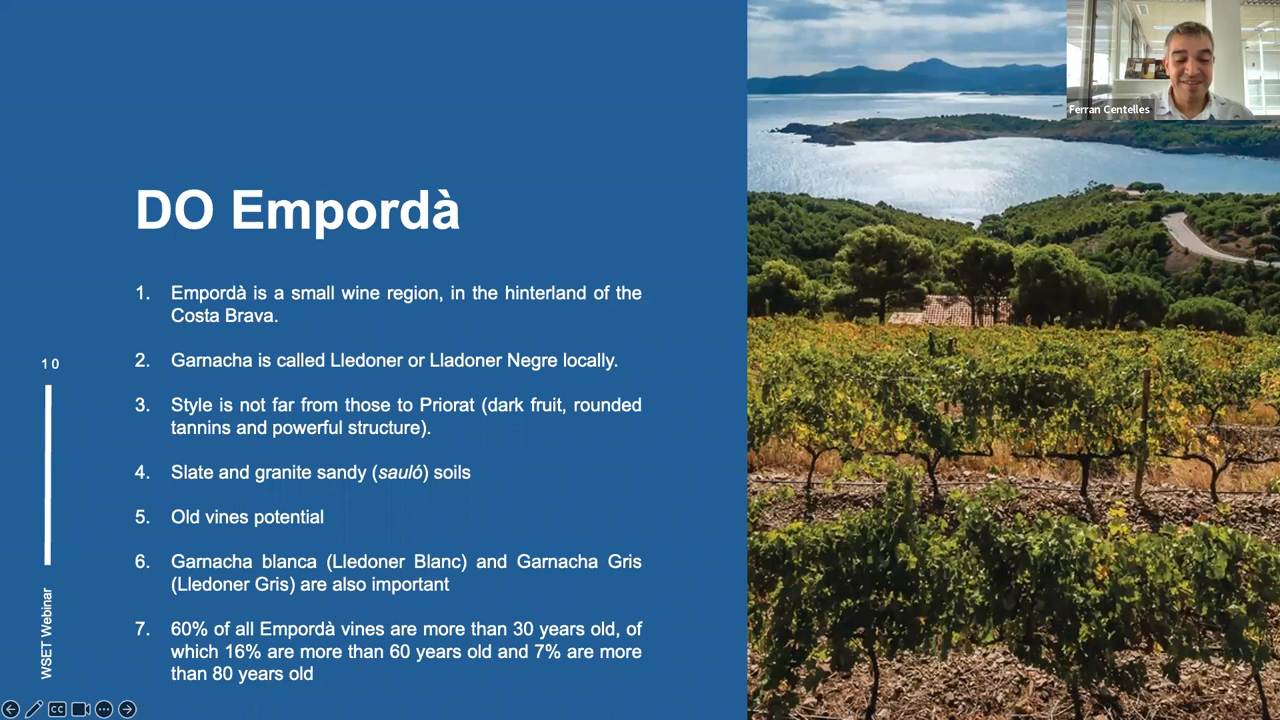 Ferran Centelles
DO Empordà
1. Empordà is a small wine region, in the hinterland of the
Costa Brava.
2. Garnacha is called Lledoner or Lladoner Negre locally.
3. Style is not far from those to Priorat (dark fruit, rounded
tannins and powerful structure).
4. Slate and granite sandy (sauló) soils
5. Old vines potential
6. Garnacha blanca (Lledoner Blanc) and Garnacha Gris
(Lledoner Gris) are also important
7. 60% of all Empordà vines are more than 30 years old, of
which 16% are more than 60 years old and 7% are more
than 80 years old
10
WSET Webinar
CC